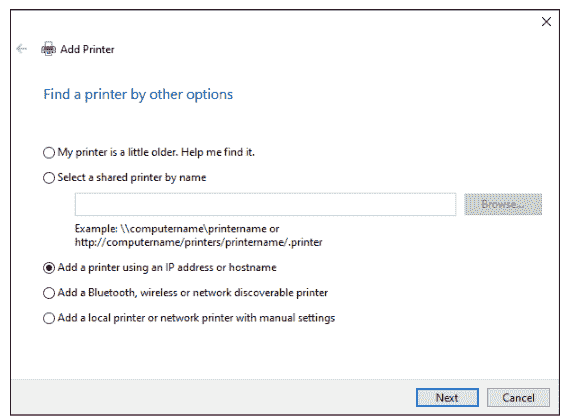 Add Printer
Find a printer by other options
My printer is a little older. Help me find it.
Select a shared printer by name
Browse...
Example: \\computername\printername or
http://computername/printers/printername/.printer
Add a printer using an IP address or hostname
Add a Bluetooth, wireless or network discoverable printer
Add a local printer or network printer with manual settings
Next Cancel